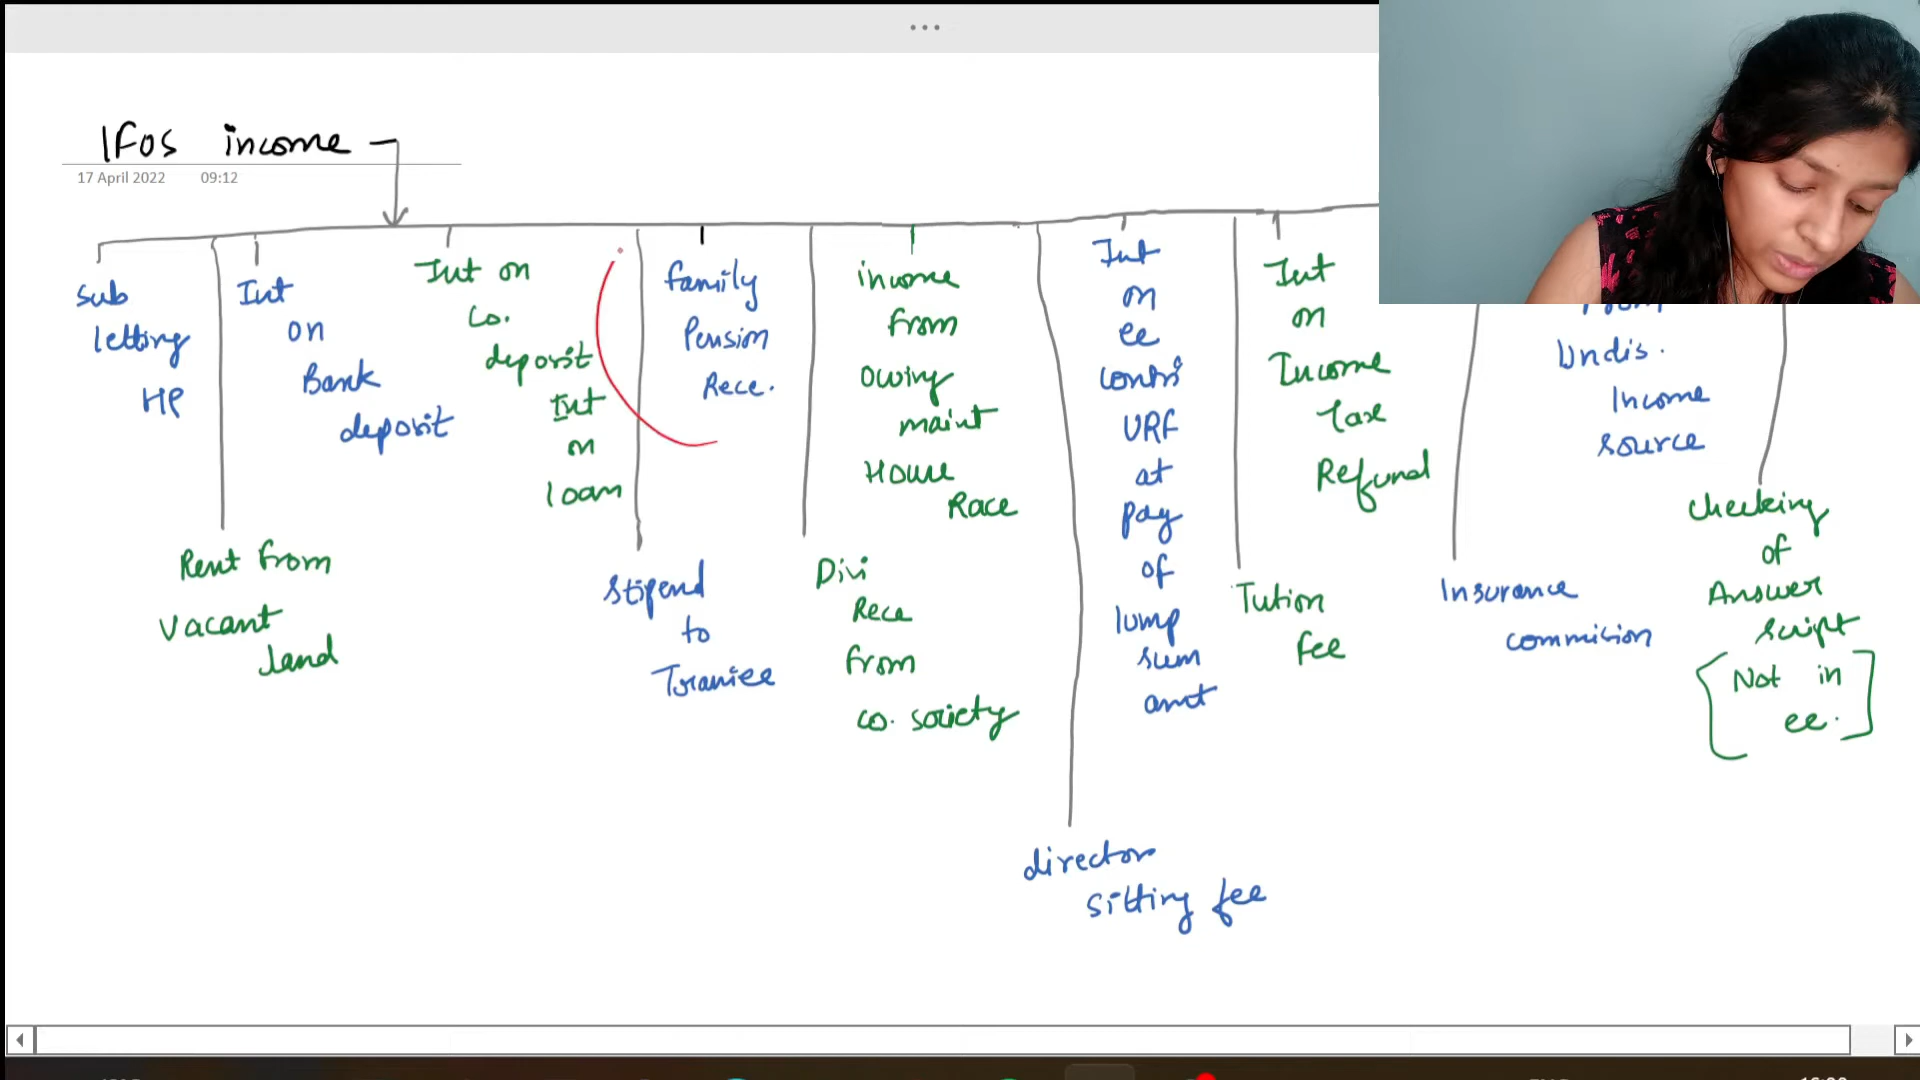 IFOS income
17 April 2022 09:12
Sub
letting
HP
Rent from
vacant
land
Int
on
Bank
deposit
Int on
co.
deposit
Int
on
loan
Stipend
to
Traniee
family
Pension
Rece.
Divi
Rece
from
co. society
income
from
owing
maint
House
Race
director
sitting fee
Int
on
ee
contri
URF
at
pay
of
lump
sum
amt
Tution
fee
Int
on
Income
Tax
Refund
Insurance
commision
Undis.
Income
source
checking
of
Answer
script
[Not in
ee.]